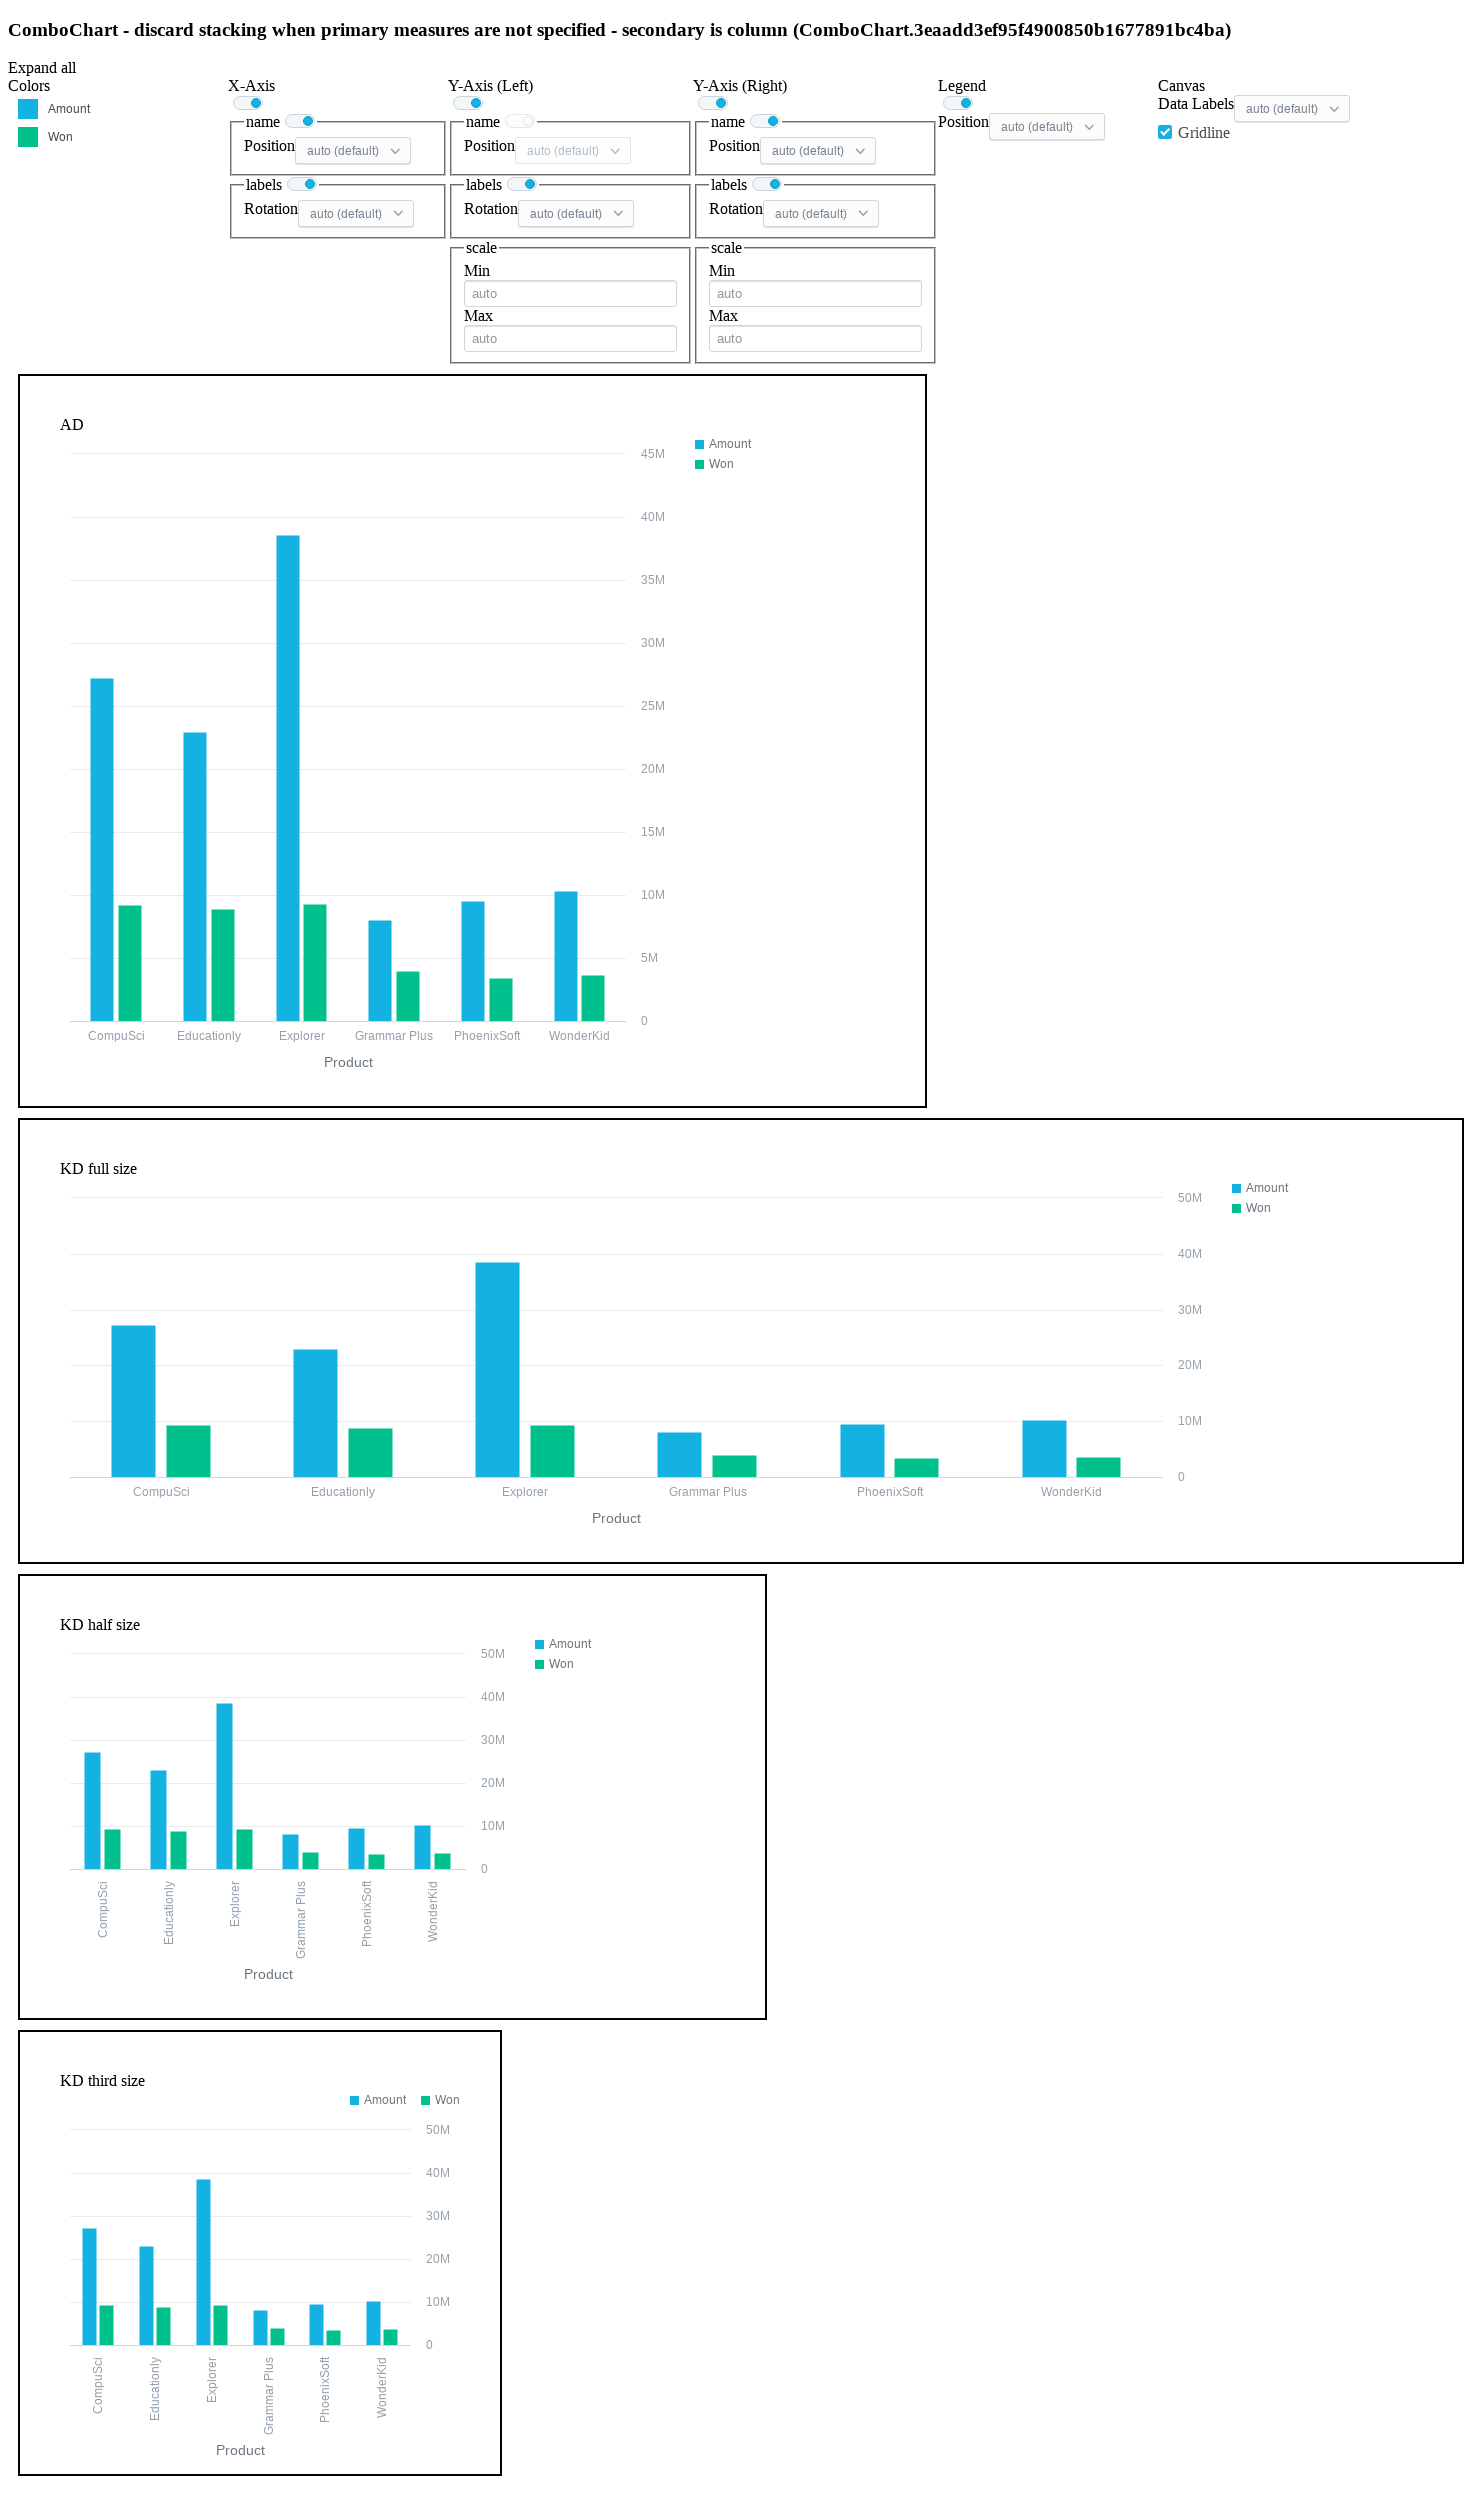 ComboChart - discard stacking when primary measures are not specified - secondary is column (ComboChart.3eaadd3ef95f4900850b1677891bc4ba)
Expand all
Colors
Amount
Won
X-Axis
name
Position auto (default)
labels
Rotation auto (default)
Y-Axis (Left)
name
Position auto (default)
labels
Rotation auto (default)
scale
Min
auto
Max
auto
Y-Axis (Right)
name
Position auto (default)
labels
Rotation auto (default)
scale
Min
auto
Max
auto
Legend
Position auto (default)
Canvas
Data Labels auto (default)
Gridline
AD
Amount
Won
45M
40M
35M
30M
25M
20M
15M
10M
5M
0
CompuSci Educationly Explorer Grammar Plus PhoenixSoft WonderKid
Product
KD full size
Amount
Won
50M
40M
30M
20M
10M
0
CompuSci Educationly Explorer Grammar Plus PhoenixSoft WonderKid
Product
KD half size
Amount
Won
50M
40M
30M
20M
10M
0
CompuSci
Educationly
Explorer
Grammar Plus
PhoenixSoft
WonderKid
Product
KD third size
Amount Won
50M
40M
30M
20M
10M
0
CompuSci
Educationly
Explorer
Grammar Plus
PhoenixSoft
WonderKid
Product